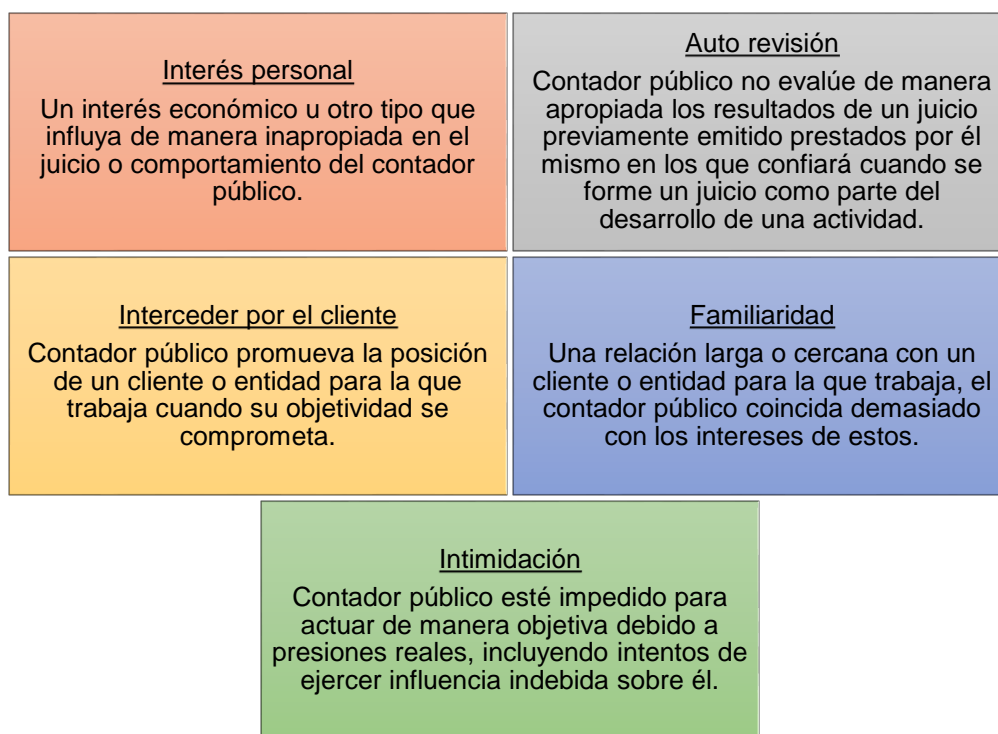 Interés personal
Un interés económico u otro tipo que
influya de manera inapropiada en el
juicio o comportamiento del contador
público.
Auto revisión
Contador público no evalúe de manera
apropiada los resultados de un juicio
previamente emitido prestados por él
mismo en los que confiará cuando se
forme un juicio como parte del
desarrollo de una actividad.
Interceder por el cliente
Contador público promueva la posición
de un cliente o entidad para la que
trabaja cuando su objetividad se
comprometa.
Familiaridad
Una relación larga o cercana con un
cliente o entidad para la que trabaja, el
contador público coincida demasiado
con los intereses de estos.
Intimidación
Contador público esté impedido para
actuar de manera objetiva debido a
presiones reales, incluyendo intentos de
ejercer influencia indebida sobre él.